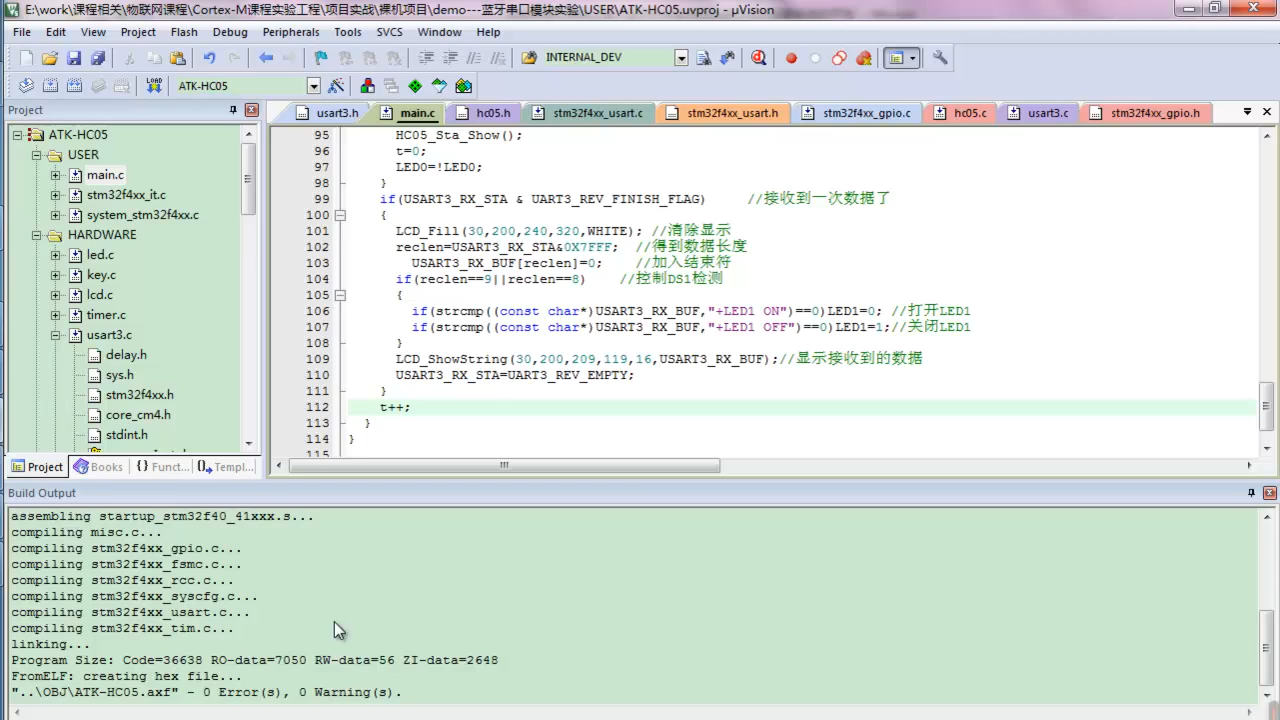 E:\work\课程相关\物联网课程\Cortex-M课程实验工程\项目实战\裸机项目\demo---蓝牙串口模块实验\USER\ATK-HC05.uvproj - µVision
File Edit View Project Flash Debug Peripherals Tools SVCS Window Help
INTERNAL_DEV
LOAD ATK-HC05
Project
usart3.h main.c hc05.h stm32f4xx_usart.c stm32f4xx_usart.h stm32f4xx_gpio.c hc05.c usart3.c stm32f4xx_gpio.h
ATK-HC05
USER
main.c
stm32f4xx_it.c
system_stm32f4xx.c
HARDWARE
led.c
key.c
lcd.c
timer.c
usart3.c
delay.h
sys.h
stm32f4xx.h
core_cm4.h
stdint.h
Project Books Funct... Templ...
95 HC05_Sta_Show();
96 t=0;
97 LED0=!LED0;
98 }
99 if(USART3_RX_STA & UART3_REV_FINISH_FLAG) //接收到一次数据了
100 {
101 LCD_Fill(30,200,240,320,WHITE); //清除显示
102 reclen=USART3_RX_STA&0X7FFF; //得到数据长度
103 USART3_RX_BUF[reclen]=0; //加入结束符
104 if(reclen==9||reclen==8) //控制DS1检测
105 {
106 if(strcmp((const char*)USART3_RX_BUF,"+LED1 ON")==0)LED1=0; //打开LED1
107 if(strcmp((const char*)USART3_RX_BUF,"+LED1 OFF")==0)LED1=1;//关闭LED1
108 }
109 LCD_ShowString(30,200,209,119,16,USART3_RX_BUF);//显示接收到的数据
110 USART3_RX_STA=UART3_REV_EMPTY;
111 }
112 t++;
113 }
114 }
115
Build Output
assembling startup_stm32f40_41xxx.s...
compiling misc.c...
compiling stm32f4xx_gpio.c...
compiling stm32f4xx_fsmc.c...
compiling stm32f4xx_rcc.c...
compiling stm32f4xx_syscfg.c...
compiling stm32f4xx_usart.c...
compiling stm32f4xx_tim.c...
linking...
Program Size: Code=36638 RO-data=7050 RW-data=56 ZI-data=2648
FromELF: creating hex file...
"..\OBJ\ATK-HC05.axf" - 0 Error(s), 0 Warning(s).